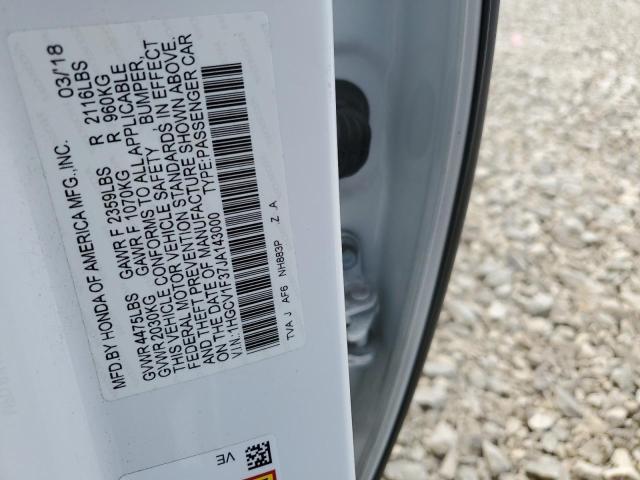 MFD.BY HONDA OF AMERICA MFG.,INC. 03/18
GVWR 4475LBS GAWR F 2359LBS R 2116LBS
GVWR 2030KG GAWR F 1070KG R 960KG
THIS VEHICLE CONFORMS TO ALL APPLICABLE
FEDERAL MOTOR VEHICLE SAFETY BUMPER,
AND THEFT PREVENTION STANDARDS IN EFFECT
ON THE DATE OF MANUFACTURE SHOWN ABOVE.
V.I.N.:1HGCV1F37JA143000 TYPE:PASSENGER CAR
TVA J AF6 NH883P Z A
VE